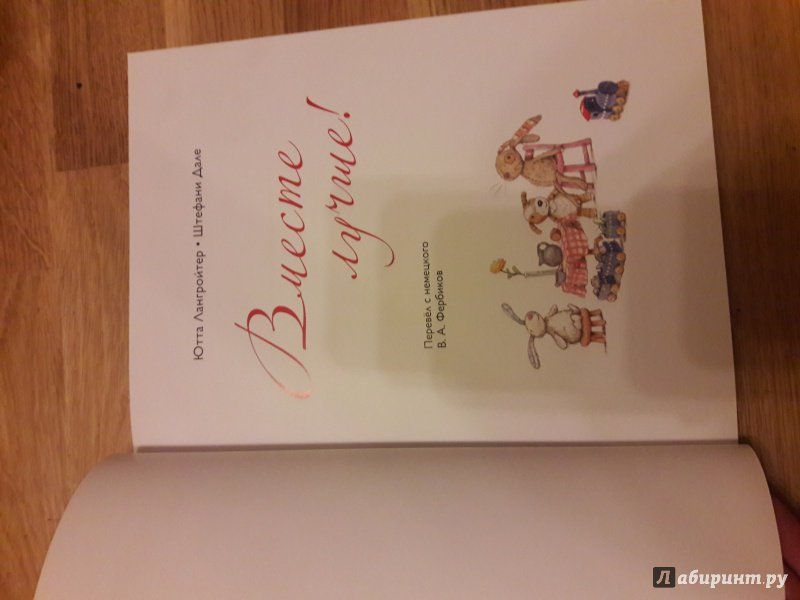 Ютта Лангройтер • Штефани Дале
Вместе
лучше!
Перевёл с немецкого
В. А. Фербиков
Лабиринт.ру